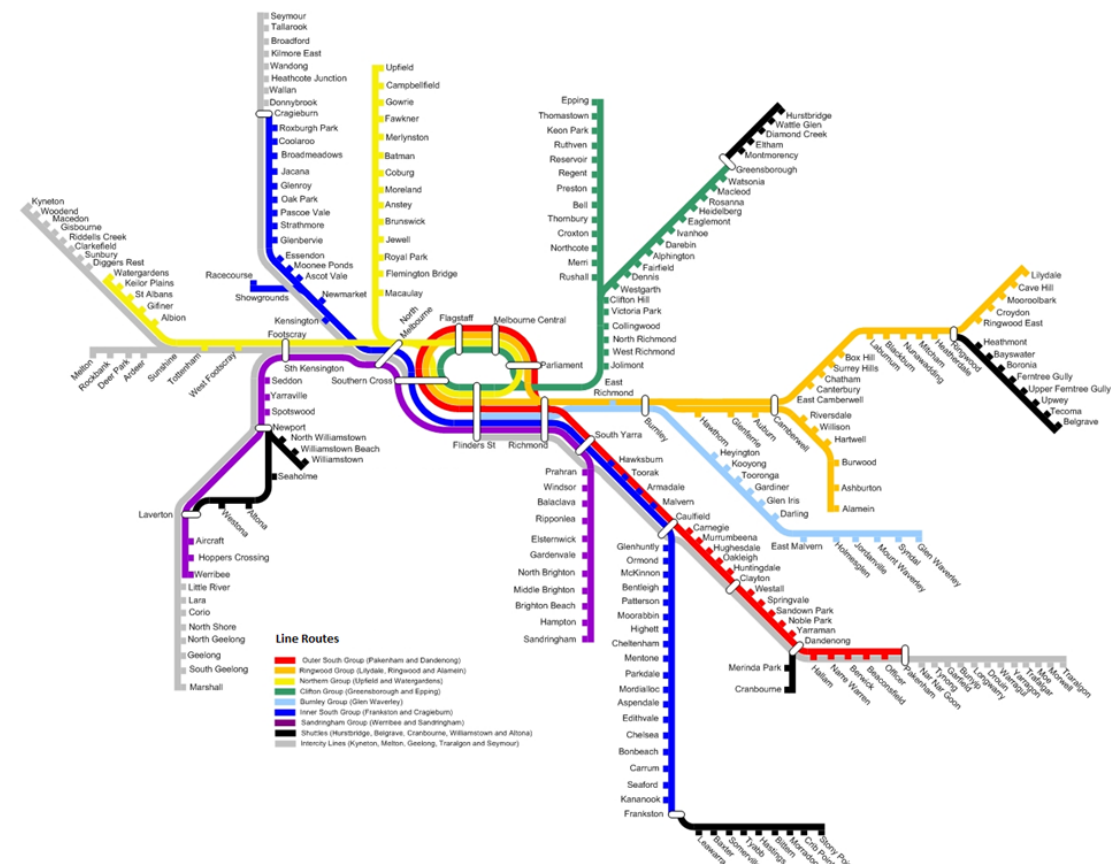 Seymour
Tallarook
Broadford
Kilmore East
Wandong
Heathcote Junction
Wallan
Donnybrook
Cragieburn
Roxburgh Park
Coolaroo
Broadmeadows
Jacana
Glenroy
Oak Park
Pascoe Vale
Strathmore
Glenbervie
Essendon
Moonee Ponds
Ascot Vale
Newmarket
Kensington
Racecourse
Showgrounds
Upfield
Campbellfield
Gowrie
Fawkner
Merlynston
Batman
Coburg
Moreland
Anstey
Brunswick
Jewell
Royal Park
Flemington Bridge
Macaulay
North
Melbourne
Epping
Thomastown
Keon Park
Ruthven
Reservoir
Regent
Preston
Bell
Thornbury
Croxton
Northcote
Merri
Rushall
Hurstbridge
Wattle Glen
Diamond Creek
Eltham
Montmorency
Greensborough
Watsonia
Macleod
Rosanna
Heidelberg
Eaglemont
Ivanhoe
Darebin
Alphington
Fairfield
Dennis
Westgarth
Clifton Hill
Victoria Park
Collingwood
North Richmond
West Richmond
Jolimont
Kyneton
Woodend
Macedon
Gisbourne
Riddells Creek
Clarkefield
Sunbury
Diggers Rest
Watergardens
Keilor Plains
St Albans
Gifiner
Albion
Melton
Rockbank
Deer Park
Ardeer
Sunshine
Tottenham
West Footscray
Footscray
Sth Kensington
Southern Cross
Flagstaff
Melbourne Central
Parliament
Flinders St
Richmond
East
Richmond
Burnley
Hawthorn
Glenferrie
Auburn
Camberwell
East Camberwell
Canterbury
Chatham
Surrey Hills
Box Hill
Laburnum
Blackburn
Nunawadding
Mitcham
Heatherdale
Ringwood
Ringwood East
Croydon
Mooroolbark
Cave Hill
Lilydale
Heathmont
Bayswater
Boronia
Ferntree Gully
Upper Ferntree Gully
Upwey
Tecoma
Belgrave
Riversdale
Willison
Hartwell
Burwood
Ashburton
Alamein
Heyington
Kooyong
Tooronga
Gardiner
Glen Iris
Darling
East Malvern
Holmesglen
Jordanville
Mount Waverley
Syndal
Glen Waverley
Seddon
Yarraville
Spotswood
Newport
North Williamstown
Williamstown Beach
Williamstown
Seaholme
Altona
Westona
Laverton
Aircraft
Hoppers Crossing
Werribee
Little River
Lara
Corio
North Shore
North Geelong
Geelong
South Geelong
Marshall
South Yarra
Prahran
Windsor
Balaclava
Ripponlea
Elsternwick
Gardenvale
North Brighton
Middle Brighton
Brighton Beach
Hampton
Sandringham
Hawksburn
Toorak
Armadale
Malvern
Caulfield
Carnegie
Murrumbeena
Hughesdale
Oakleigh
Huntingdale
Clayton
Westall
Springvale
Sandown Park
Noble Park
Yarraman
Dandenong
Hallam
Narre Warren
Berwick
Beaconsfield
Officer
Pakenham
Nar Nar Goon
Tynong
Garfield
Bunyip
Longwarry
Drouin
Warragul
Yarragon
Trafalgar
Moe
Morwell
Traralgon
Merinda Park
Cranbourne
Glenhuntly
Ormond
McKinnon
Bentleigh
Patterson
Moorabbin
Highett
Cheltenham
Mentone
Parkdale
Mordialloc
Aspendale
Edithvale
Chelsea
Bonbeach
Carrum
Seaford
Kananook
Frankston
Leawarra
Baxter
Somerville
Tyabb
Hastings
Bittern
Morradoo
Crib Point
Stony Point
Line Routes
Outer South Group (Pakenham and Dandenong)
Ringwood Group (Lilydale, Ringwood and Alamein)
Northern Group (Upfield and Watergardens)
Clifton Group (Greensborough and Epping)
Burnley Group (Glen Waverley)
Inner South Group (Frankston and Cragieburn)
Sandringham Group (Werribee and Sandringham)
Shuttles (Hurstbridge, Belgrave, Cranbourne, Williamstown and Altona)
Intercity Lines (Kyneton, Melton, Geelong, Traralgon and Seymour)